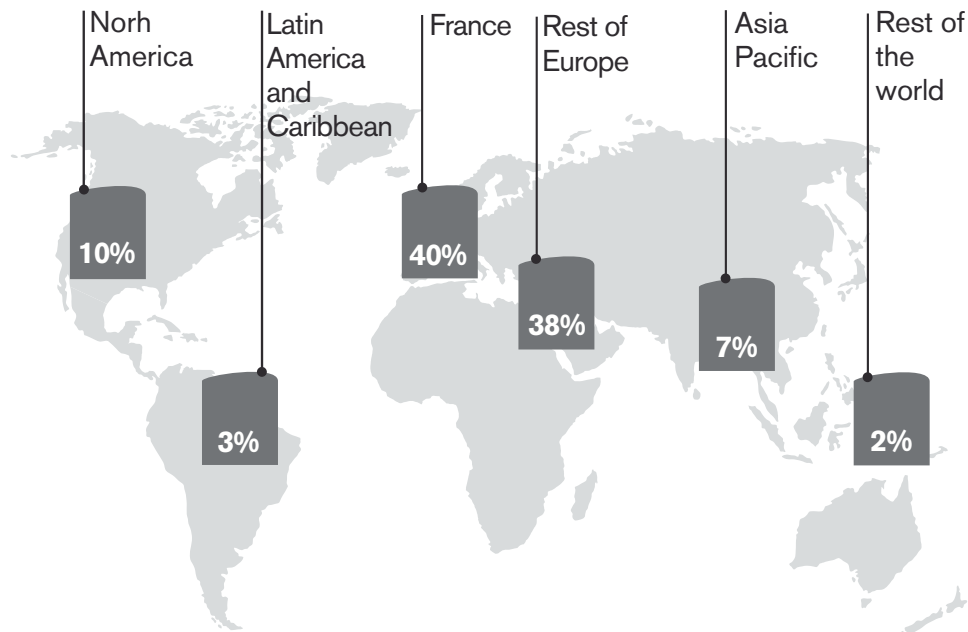 Norh
America
10%
Latin
America
and
Caribbean
3%
France
40%
Rest of
Europe
38%
Asia
Pacific
7%
Rest of
the
world
2%